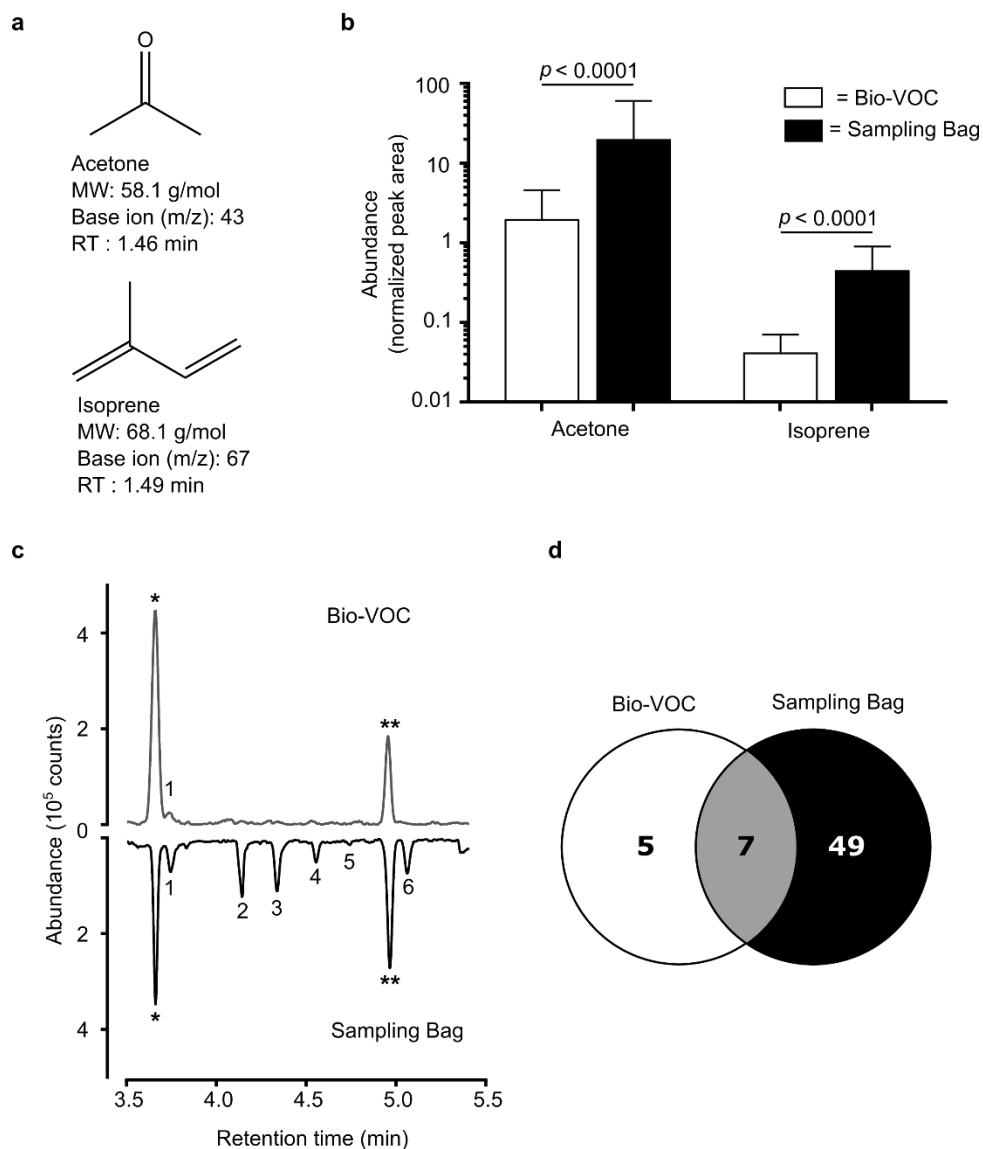 a
O
Acetone
MW: 58.1 g/mol
Base ion (m/z): 43
RT : 1.46 min
Isoprene
MW: 68.1 g/mol
Base ion (m/z): 67
RT : 1.49 min
b
Abundance
(normalized peak area)
100
10
1
0.1
0.01
p < 0.0001
p < 0.0001
= Bio-VOC
= Sampling Bag
Acetone
Isoprene
c
Abundance (10⁵ counts)
4
2
0
2
4
Bio-VOC
*
1
**
1
2
3
4
5
6
*
**
Sampling Bag
3.5
4.0
4.5
5.0
5.5
Retention time (min)
d
Bio-VOC
Sampling Bag
5
7
49